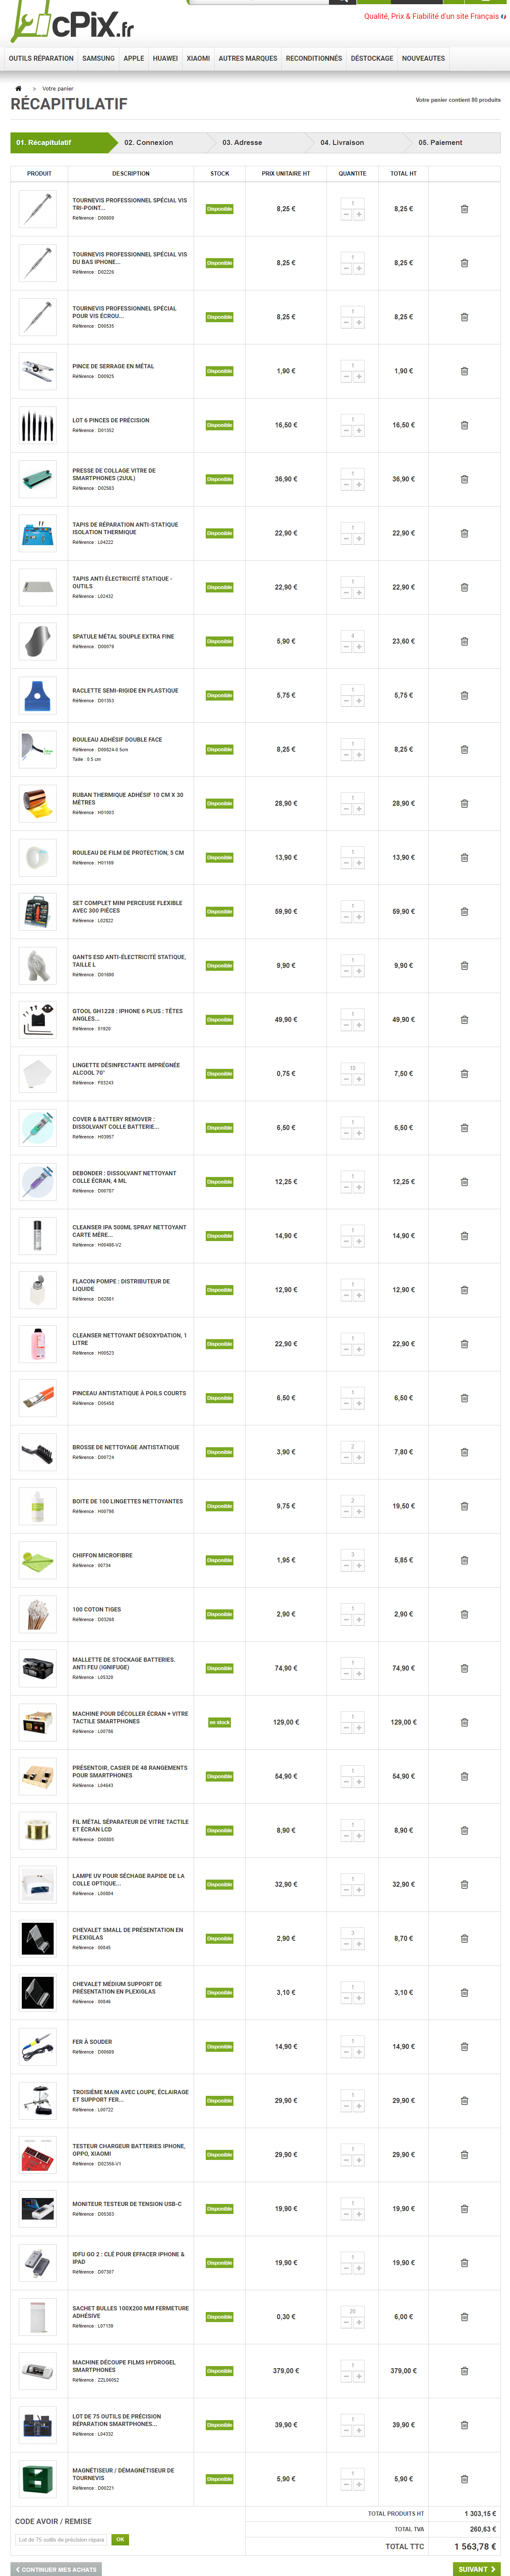 cPix.fr
Qualité, Prix & Fiabilité d'un site Français
OUTILS RÉPARATION SAMSUNG APPLE HUAWEI XIAOMI AUTRES MARQUES RECONDITIONNÉS DÉSTOCKAGE NOUVEAUTES
> Votre panier
RÉCAPITULATIF
Votre panier contient 80 produits
01. Récapitulatif 02. Connexion 03. Adresse 04. Livraison 05. Paiement
PRODUIT DESCRIPTION STOCK PRIX UNITAIRE HT QUANTITE TOTAL HT
TOURNEVIS PROFESSIONNEL SPÉCIAL VIS
TRI-POINT...
Référence : D00809
Disponible 8,25 € 1 8,25 €
TOURNEVIS PROFESSIONNEL SPÉCIAL VIS
DU BAS IPHONE...
Référence : D02226
Disponible 8,25 € 1 8,25 €
TOURNEVIS PROFESSIONNEL SPÉCIAL
POUR VIS ÉCROU...
Référence : D00535
Disponible 8,25 € 1 8,25 €
PINCE DE SERRAGE EN MÉTAL
Référence : D00925
Disponible 1,90 € 1 1,90 €
LOT 6 PINCES DE PRÉCISION
Référence : D01352
Disponible 16,50 € 1 16,50 €
PRESSE DE COLLAGE VITRE DE
SMARTPHONES (2UUL)
Référence : D02583
Disponible 36,90 € 1 36,90 €
TAPIS DE RÉPARATION ANTI-STATIQUE
ISOLATION THERMIQUE
Référence : L04222
Disponible 22,90 € 1 22,90 €
TAPIS ANTI ÉLECTRICITÉ STATIQUE -
OUTILS
Référence : L02432
Disponible 22,90 € 1 22,90 €
SPATULE MÉTAL SOUPLE EXTRA FINE
Référence : D00079
Disponible 5,90 € 4 23,60 €
RACLETTE SEMI-RIGIDE EN PLASTIQUE
Référence : D01353
Disponible 5,75 € 1 5,75 €
ROULEAU ADHÉSIF DOUBLE FACE
Référence : D00624-0.5cm
Taille : 0.5 cm
Disponible 8,25 € 1 8,25 €
RUBAN THERMIQUE ADHÉSIF 10 CM X 30
MÈTRES
Référence : H01003
Disponible 28,90 € 1 28,90 €
ROULEAU DE FILM DE PROTECTION, 5 CM
Référence : H01169
Disponible 13,90 € 1 13,90 €
SET COMPLET MINI PERCEUSE FLEXIBLE
AVEC 300 PIÈCES
Référence : L02822
Disponible 59,90 € 1 59,90 €
GANTS ESD ANTI-ÉLECTRICITÉ STATIQUE,
TAILLE L
Référence : D01690
Disponible 9,90 € 1 9,90 €
GTOOL GH1228 : IPHONE 6 PLUS : TÊTES
ANGLES...
Référence : 01920
Disponible 49,90 € 1 49,90 €
LINGETTE DÉSINFECTANTE IMPRÉGNÉE
ALCOOL 70°
Référence : F03243
Disponible 0,75 € 10 7,50 €
COVER & BATTERY REMOVER :
DISSOLVANT COLLE BATTERIE...
Référence : H03957
Disponible 6,50 € 1 6,50 €
DEBONDER : DISSOLVANT NETTOYANT
COLLE ÉCRAN, 4 ML
Référence : D00707
Disponible 12,25 € 1 12,25 €
CLEANSER IPA 500ML SPRAY NETTOYANT
CARTE MÈRE...
Référence : H00498-V2
Disponible 14,90 € 1 14,90 €
FLACON POMPE : DISTRIBUTEUR DE
LIQUIDE
Référence : D02881
Disponible 12,90 € 1 12,90 €
CLEANSER NETTOYANT DÉSOXYDATION, 1
LITRE
Référence : H00523
Disponible 22,90 € 1 22,90 €
PINCEAU ANTISTATIQUE À POILS COURTS
Référence : D05458
Disponible 6,50 € 1 6,50 €
BROSSE DE NETTOYAGE ANTISTATIQUE
Référence : D00724
Disponible 3,90 € 2 7,80 €
BOITE DE 100 LINGETTES NETTOYANTES
Référence : H00796
Disponible 9,75 € 2 19,50 €
CHIFFON MICROFIBRE
Référence : 00734
Disponible 1,95 € 3 5,85 €
100 COTON TIGES
Référence : D03268
Disponible 2,90 € 1 2,90 €
MALLETTE DE STOCKAGE BATTERIES.
ANTI FEU (IGNIFUGE)
Référence : L05320
Disponible 74,90 € 1 74,90 €
MACHINE POUR DÉCOLLER ÉCRAN + VITRE
TACTILE SMARTPHONES
Référence : L00786
en stock 129,00 € 1 129,00 €
PRÉSENTOIR, CASIER DE 48 RANGEMENTS
POUR SMARTPHONES
Référence : L04643
Disponible 54,90 € 1 54,90 €
FIL MÉTAL SÉPARATEUR DE VITRE TACTILE
ET ÉCRAN LCD
Référence : D00805
Disponible 8,90 € 1 8,90 €
LAMPE UV POUR SÉCHAGE RAPIDE DE LA
COLLE OPTIQUE...
Référence : L00804
Disponible 32,90 € 1 32,90 €
CHEVALET SMALL DE PRÉSENTATION EN
PLEXIGLAS
Référence : 00045
Disponible 2,90 € 3 8,70 €
CHEVALET MÉDIUM SUPPORT DE
PRÉSENTATION EN PLEXIGLAS
Référence : 00046
Disponible 3,10 € 1 3,10 €
FER À SOUDER
Référence : D00689
Disponible 14,90 € 1 14,90 €
TROISIÈME MAIN AVEC LOUPE, ÉCLAIRAGE
ET SUPPORT FER...
Référence : L00722
Disponible 29,90 € 1 29,90 €
TESTEUR CHARGEUR BATTERIES IPHONE,
OPPO, XIAOMI
Référence : D02356-V1
Disponible 29,90 € 1 29,90 €
MONITEUR TESTEUR DE TENSION USB-C
Référence : D05383
Disponible 19,90 € 1 19,90 €
IDFU GO 2 : CLÉ POUR EFFACER IPHONE &
IPAD
Référence : D07307
Disponible 19,90 € 1 19,90 €
SACHET BULLES 100X200 MM FERMETURE
ADHÉSIVE
Référence : L07139
Disponible 0,30 € 20 6,00 €
MACHINE DÉCOUPE FILMS HYDROGEL
SMARTPHONES
Référence : ZZL06052
Disponible 379,00 € 1 379,00 €
LOT DE 75 OUTILS DE PRÉCISION
RÉPARATION SMARTPHONES...
Référence : L04332
Disponible 39,90 € 1 39,90 €
MAGNÉTISEUR / DÉMAGNÉTISEUR DE
TOURNEVIS
Référence : D00221
Disponible 5,90 € 1 5,90 €
TOTAL PRODUITS HT 1 303,15 €
CODE AVOIR / REMISE
TOTAL TVA 260,63 €
Lot de 75 outils de précision répara OK
TOTAL TTC 1 563,78 €
CONTINUER MES ACHATS SUIVANT